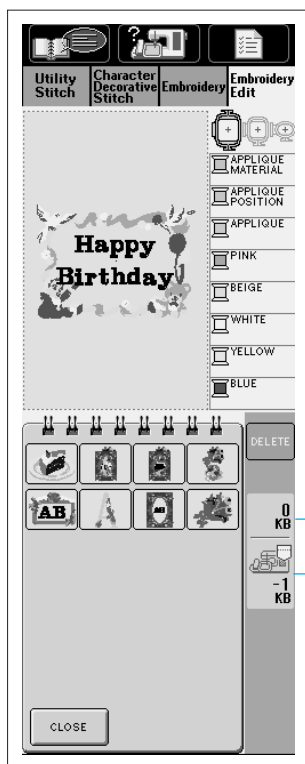 ?
Utility
Stitch
Character
Decorative
Stitch
Embroidery
Embroidery
Edit
APPLIQUE
MATERIAL
APPLIQUE
POSITION
APPLIQUE
PINK
BEIGE
WHITE
YELLOW
BLUE
Happy
Birthday
DELETE
AB
A
0
KB
-1
KB
CLOSE